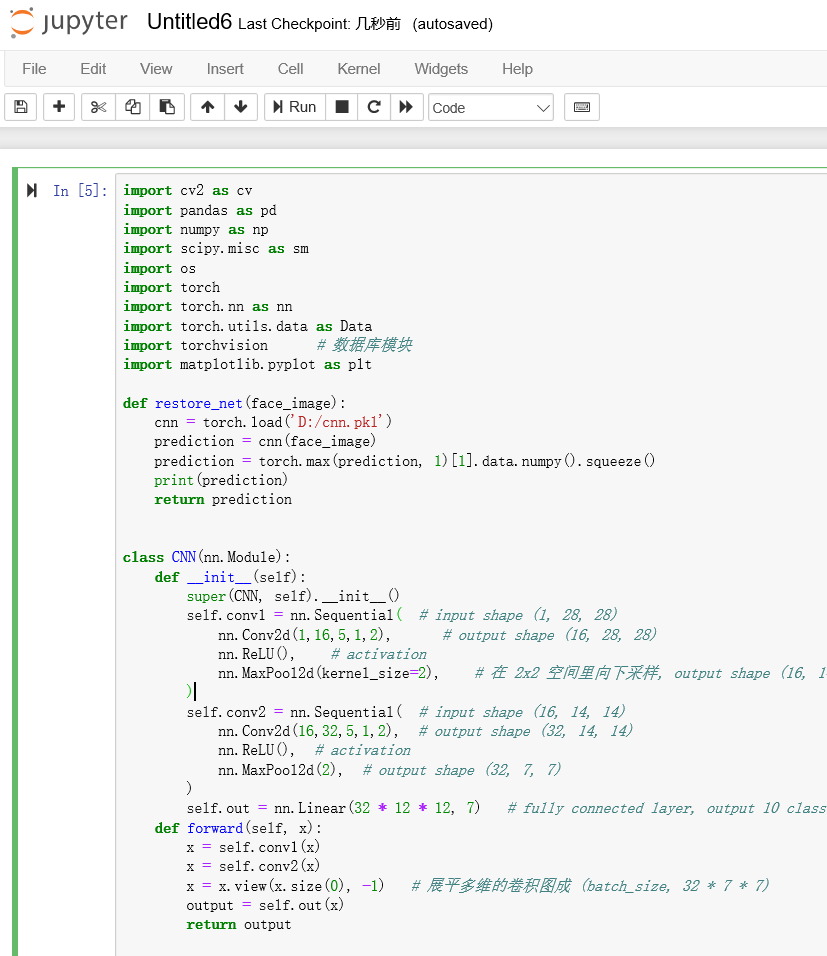 jupyter Untitled6 Last Checkpoint: 几秒前 (autosaved)
File Edit View Insert Cell Kernel Widgets Help
Run Code
In [5]:
import cv2 as cv
import pandas as pd
import numpy as np
import scipy.misc as sm
import os
import torch
import torch.nn as nn
import torch.utils.data as Data
import torchvision      # 数据库模块
import matplotlib.pyplot as plt
def restore_net(face_image):
    cnn = torch.load('D:/cnn.pkl')
    prediction = cnn(face_image)
    prediction = torch.max(prediction, 1)[1].data.numpy().squeeze()
    print(prediction)
    return prediction
class CNN(nn.Module):
    def __init__(self):
        super(CNN, self).__init__()
        self.conv1 = nn.Sequential(  # input shape (1, 28, 28)
            nn.Conv2d(1,16,5,1,2),      # output shape (16, 28, 28)
            nn.ReLU(),    # activation
            nn.MaxPool2d(kernel_size=2),    # 在 2x2 空间里向下采样, output shape (16, 1
        )
        self.conv2 = nn.Sequential(  # input shape (16, 14, 14)
            nn.Conv2d(16,32,5,1,2),  # output shape (32, 14, 14)
            nn.ReLU(),  # activation
            nn.MaxPool2d(2),  # output shape (32, 7, 7)
        )
        self.out = nn.Linear(32 * 12 * 12, 7)   # fully connected layer, output 10 class
    def forward(self, x):
        x = self.conv1(x)
        x = self.conv2(x)
        x = x.view(x.size(0), -1)   # 展平多维的卷积图成 (batch_size, 32 * 7 * 7)
        output = self.out(x)
        return output